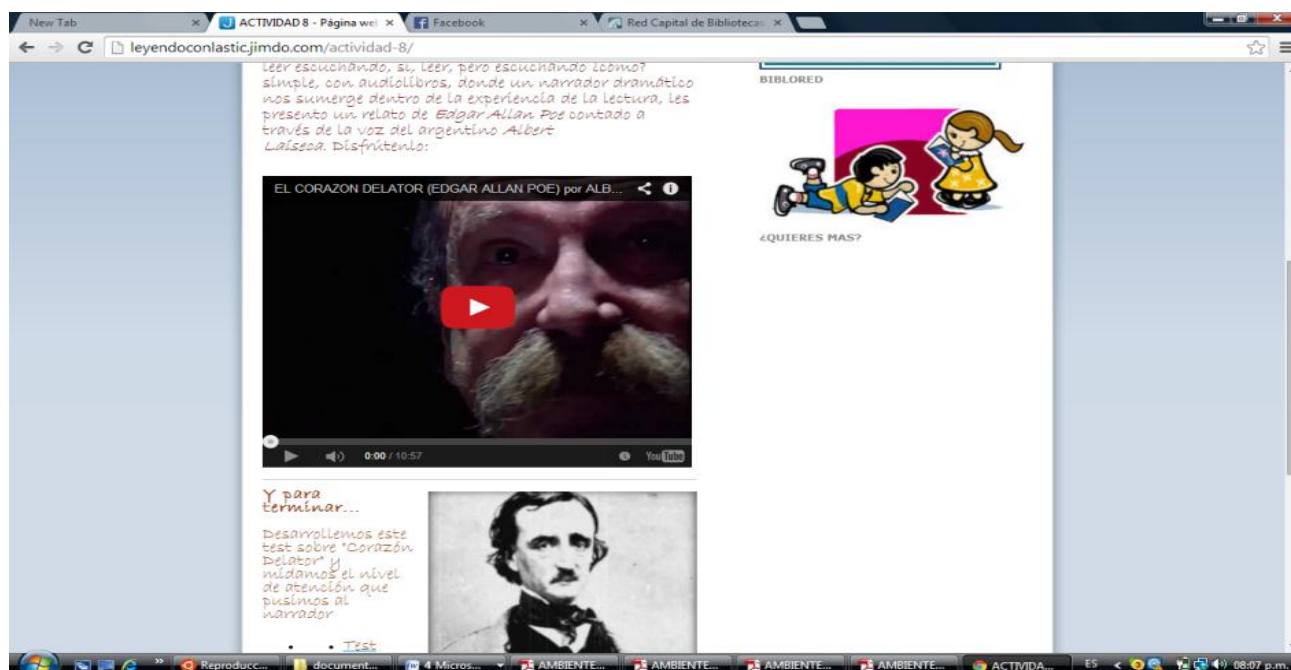 New Tab
ACTIVIDAD 8 - Página wel
Facebook
Red Capital de Bibliotecas
leyendoconlastic.jimdo.com/actividad-8/
leer escuchando, si, leer, pero escuchando ¿como?
simple, con audiolibros, donde un narrador dramático
nos sumerge dentro de la experiencia de la lectura, les
presento un relato de Edgar Allan Poe contado a
través de la voz del argentino Albert
Laiseca. Disfrútenlo:
BIBLORED
¿QUIERES MAS?
EL CORAZON DELATOR (EDGAR ALLAN POE) por ALB...
0:00 / 10:57
YouTube
Y para
terminar...
Desarrollemos este
test sobre "Corazón
Delator" y
midamos el nivel
de atención que
pusimos al
narrador
• • Test
Reproducc...
document...
4 Micros...
AMBIENTE...
AMBIENTE...
AMBIENTE...
AMBIENTE...
ACTIVIDA...
ES
08:07 p.m.